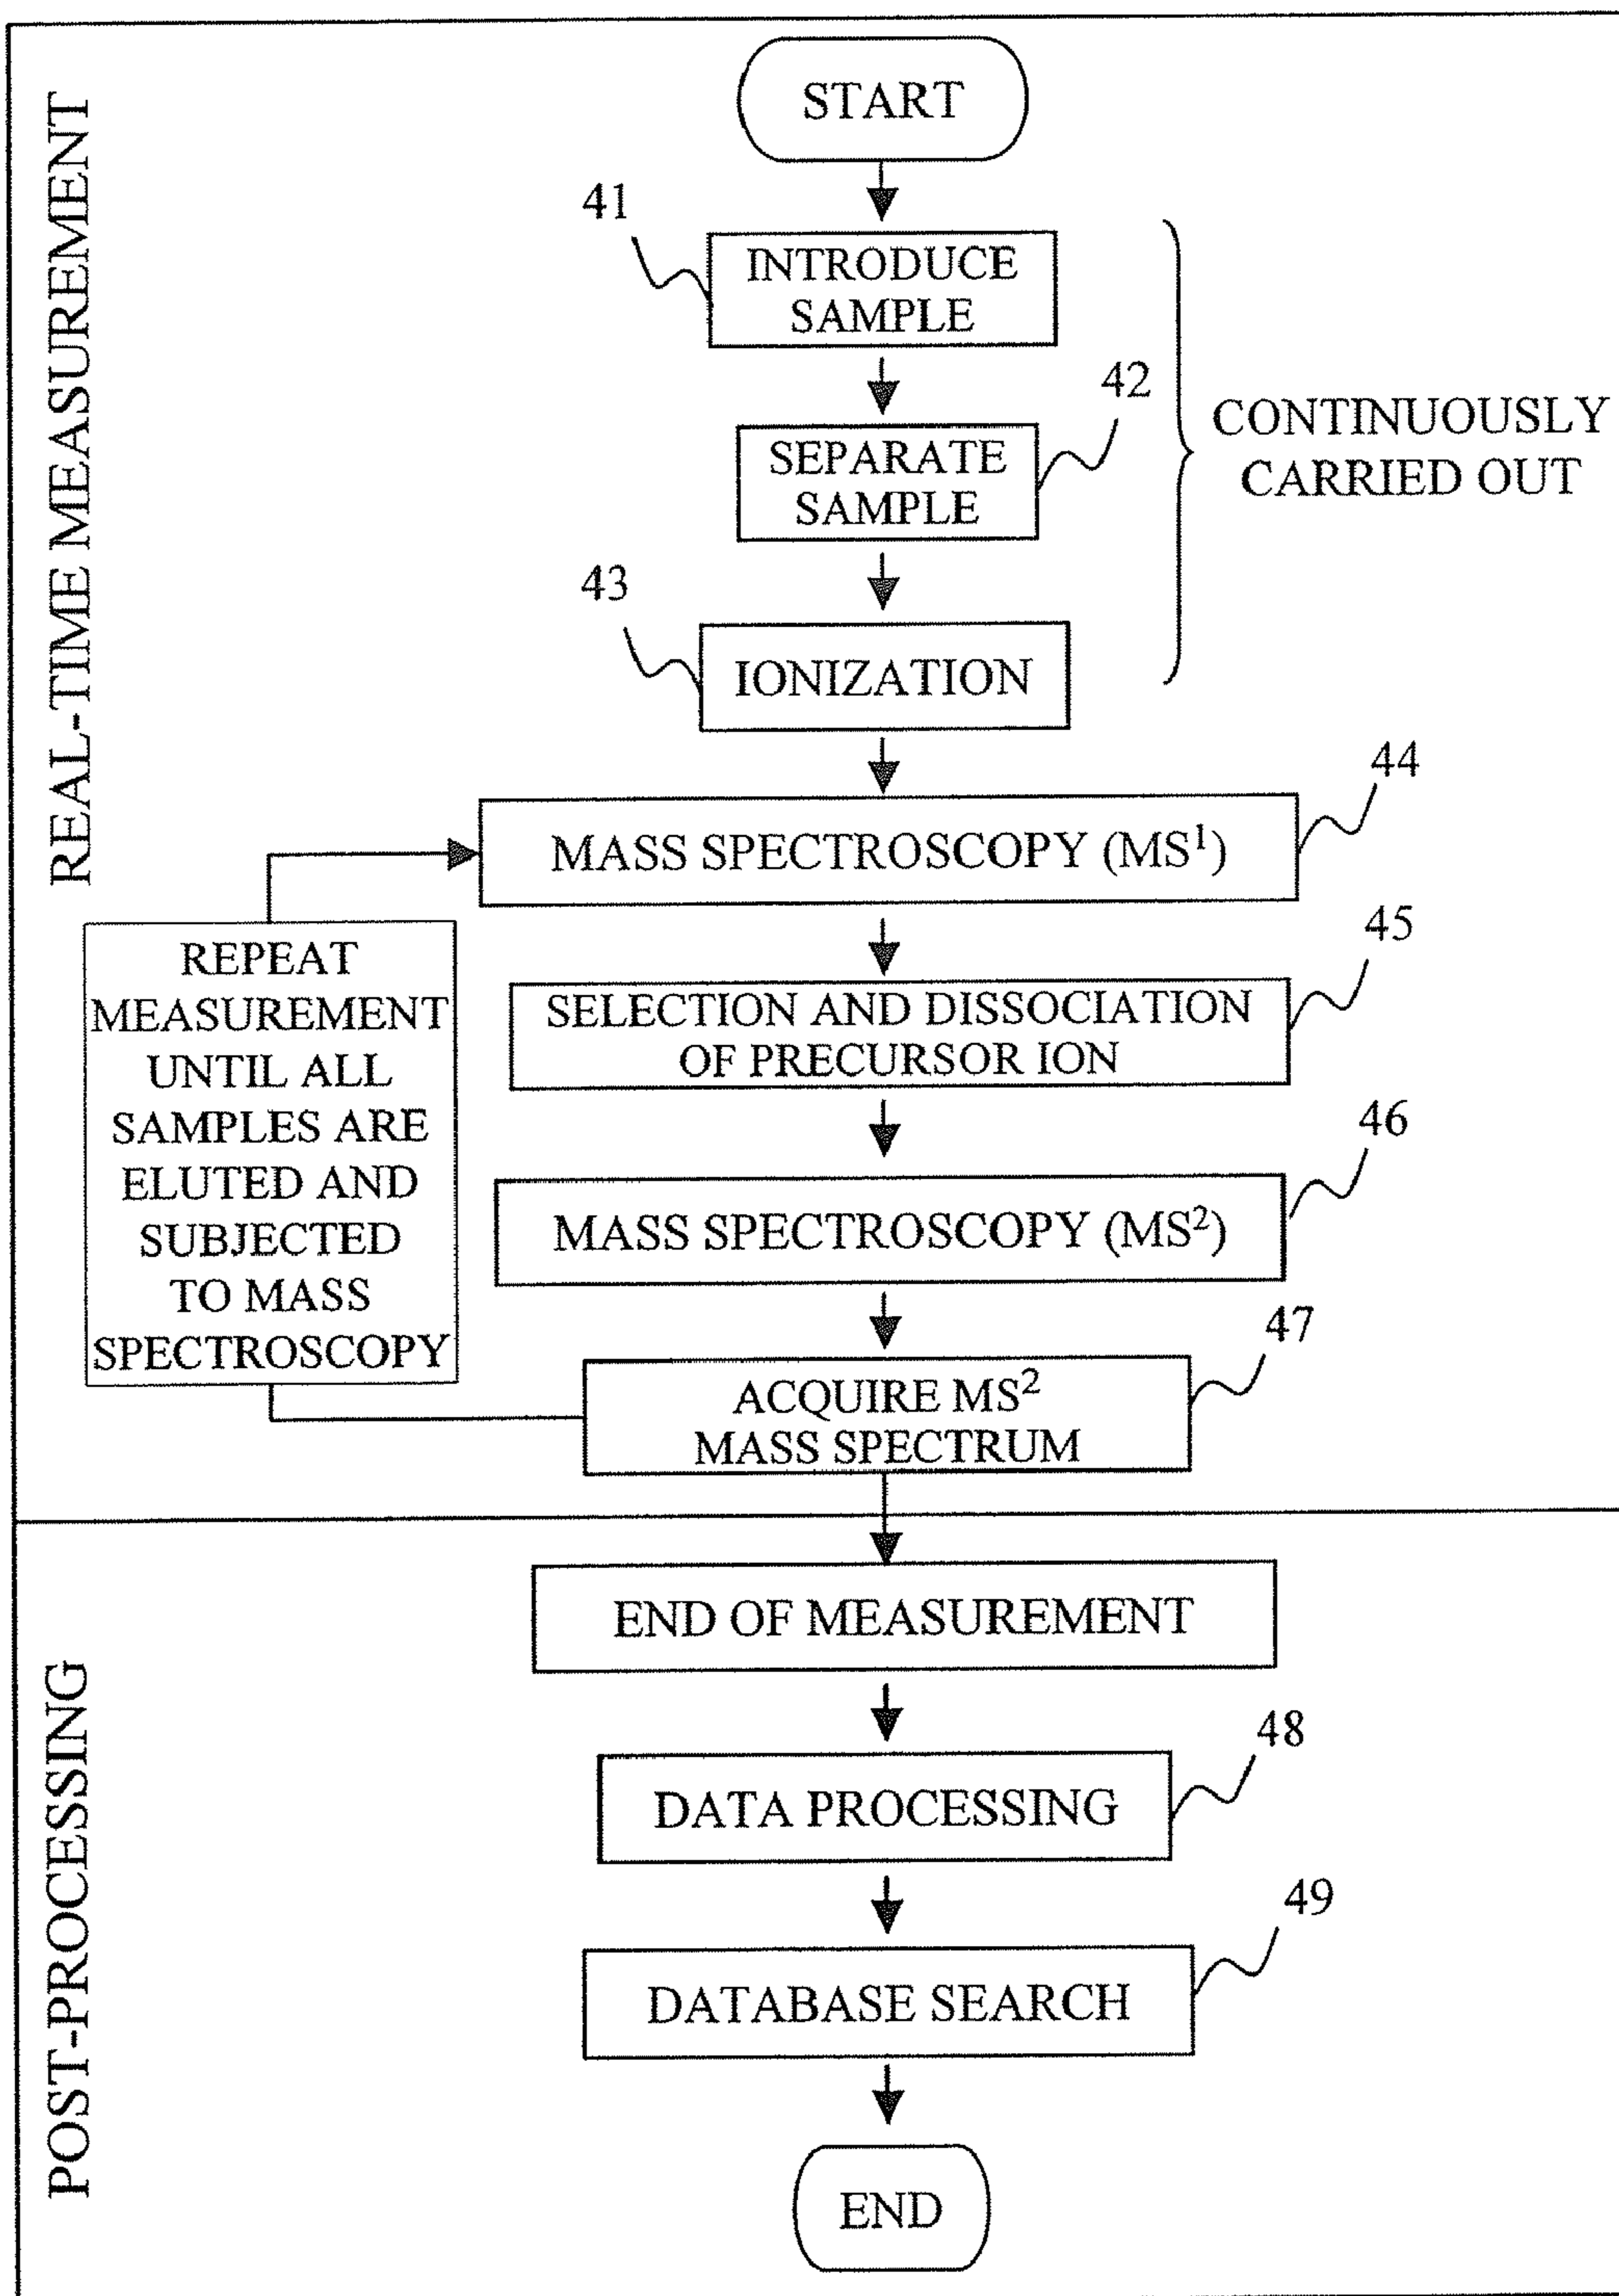 REAL-TIME MEASUREMENT
START
41
INTRODUCE
SAMPLE
42
SEPARATE
SAMPLE
CONTINUOUSLY
CARRIED OUT
43
IONIZATION
44
MASS SPECTROSCOPY (MS¹)
45
SELECTION AND DISSOCIATION
OF PRECURSOR ION
REPEAT
MEASUREMENT
UNTIL ALL
SAMPLES ARE
ELUTED AND
SUBJECTED
TO MASS
SPECTROSCOPY
46
MASS SPECTROSCOPY (MS²)
47
ACQUIRE MS²
MASS SPECTRUM
POST-PROCESSING
END OF MEASUREMENT
48
DATA PROCESSING
49
DATABASE SEARCH
END